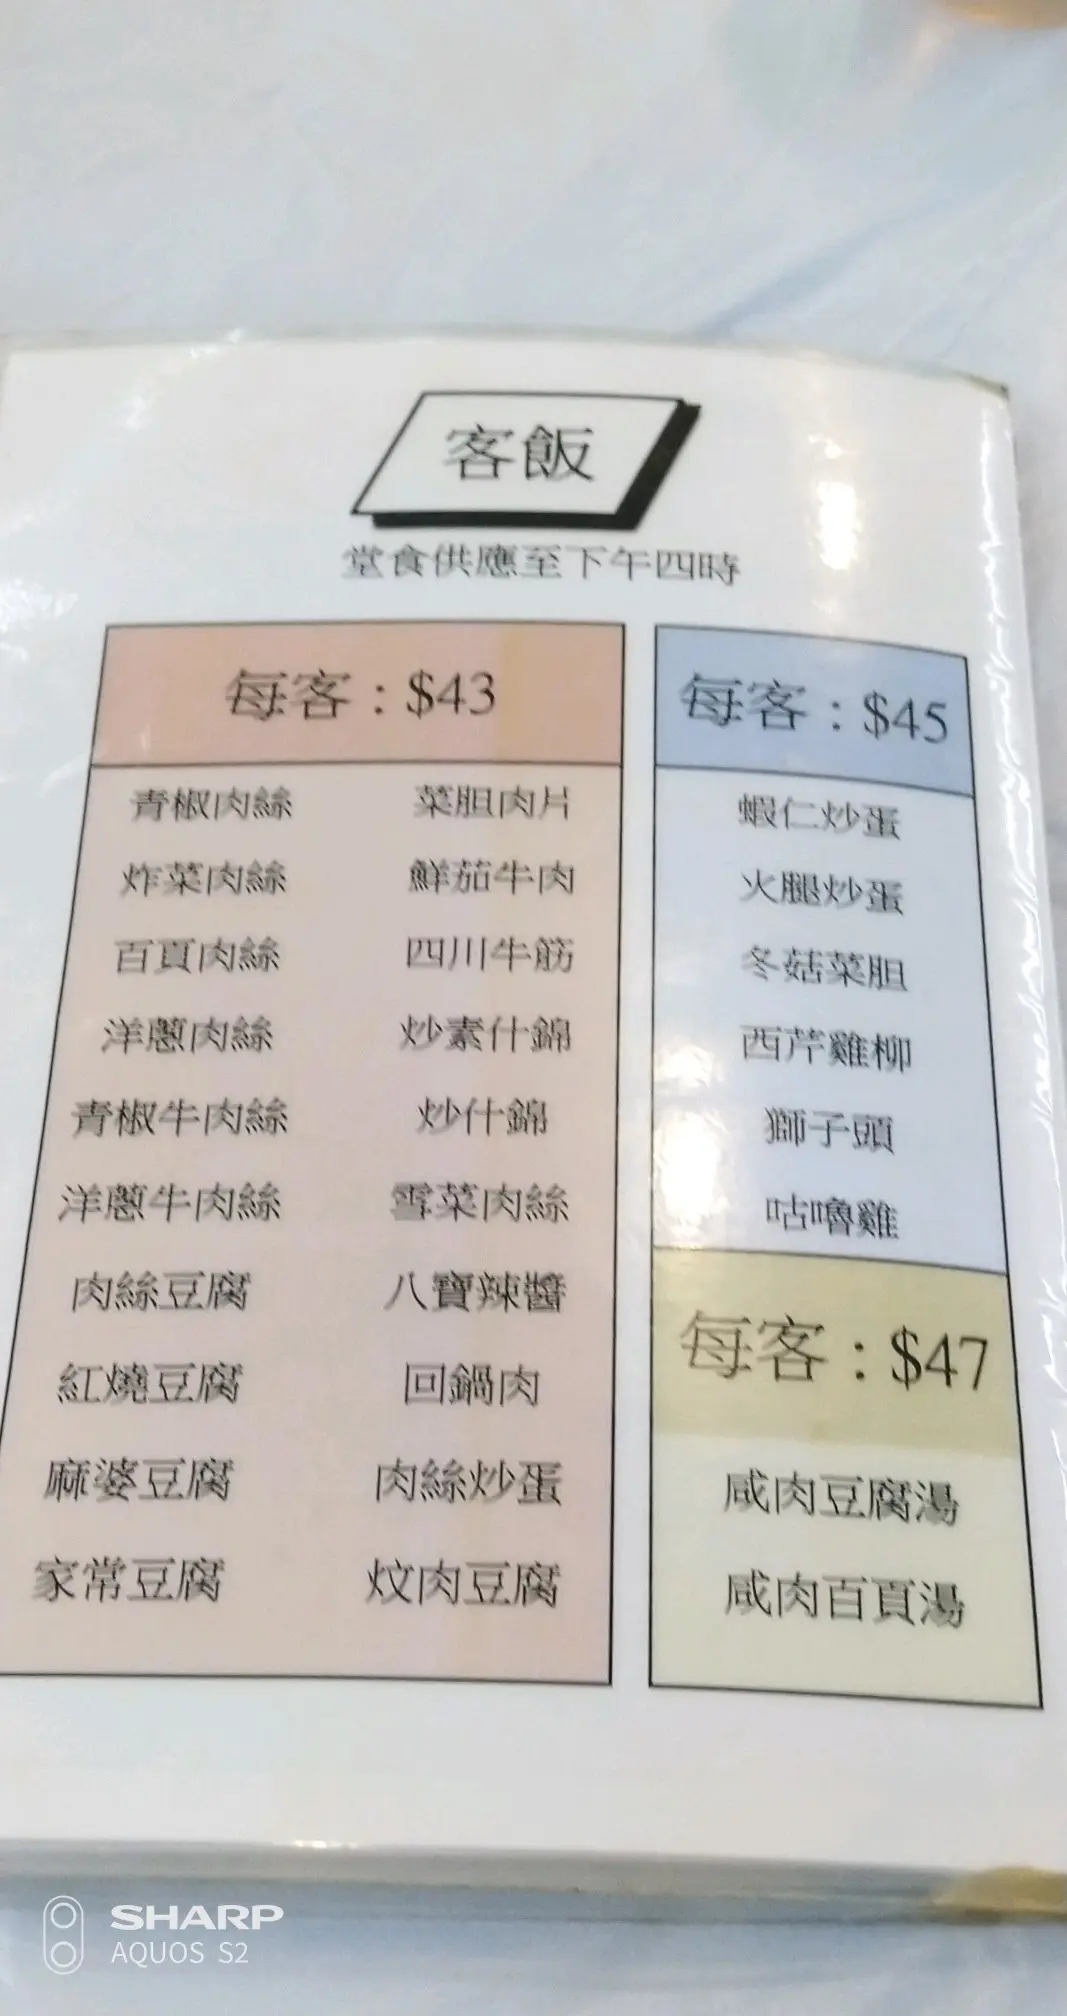 客飯
堂食供應至下午四時
每客：$43
青椒肉絲 菜胆肉片
炸菜肉絲 鮮茄牛肉
百頁肉絲 四川牛筋
洋蔥肉絲 炒素什錦
青椒牛肉絲 炒什錦
洋蔥牛肉絲 雪菜肉絲
肉絲豆腐 八寶辣醬
紅燒豆腐 回鍋肉
麻婆豆腐 肉絲炒蛋
家常豆腐 炆肉豆腐
每客：$45
蝦仁炒蛋
火腿炒蛋
冬菇菜胆
西芹雞柳
獅子頭
咕嚕雞
每客：$47
咸肉豆腐湯
咸肉百頁湯
SHARP
AQUOS S2